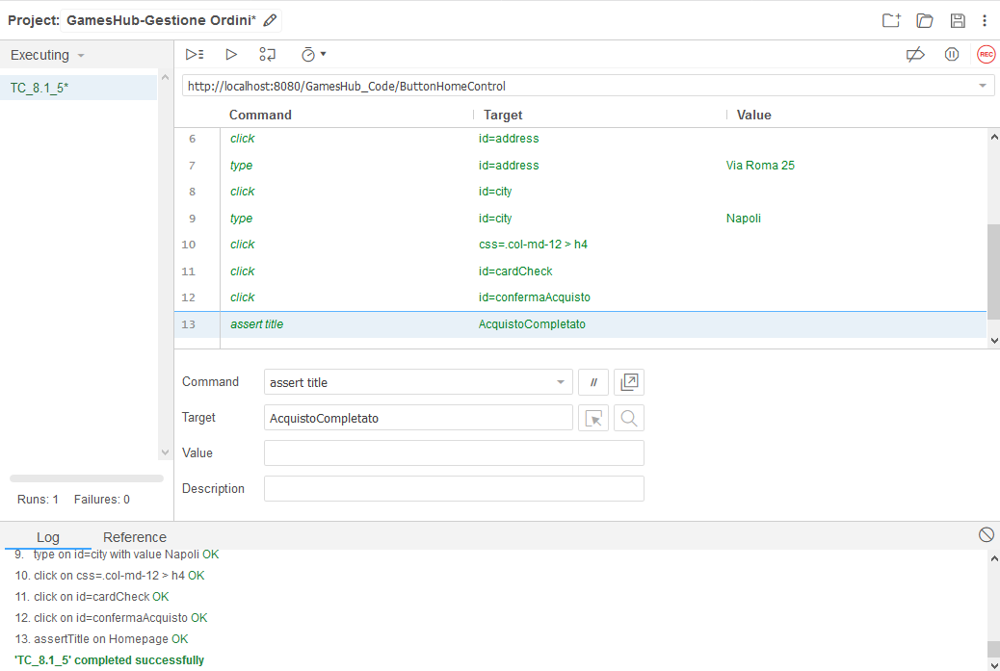 Project: GamesHub-Gestione Ordini*
Executing
TC_8.1_5*
REC
http://localhost:8080/GamesHub_Code/ButtonHomeControl
Command Target Value
6 click id=address
7 type id=address Via Roma 25
8 click id=city
9 type id=city Napoli
10 click css=.col-md-12 > h4
11 click id=cardCheck
12 click id=confermaAcquisto
13 assert title AcquistoCompletato
Command assert title //
Target AcquistoCompletato
Value
Description
Runs: 1 Failures: 0
Log Reference
9. type on id=city with value Napoli OK
10. click on css=.col-md-12 > h4 OK
11. click on id=cardCheck OK
12. click on id=confermaAcquisto OK
13. assertTitle on Homepage OK
'TC_8.1_5' completed successfully